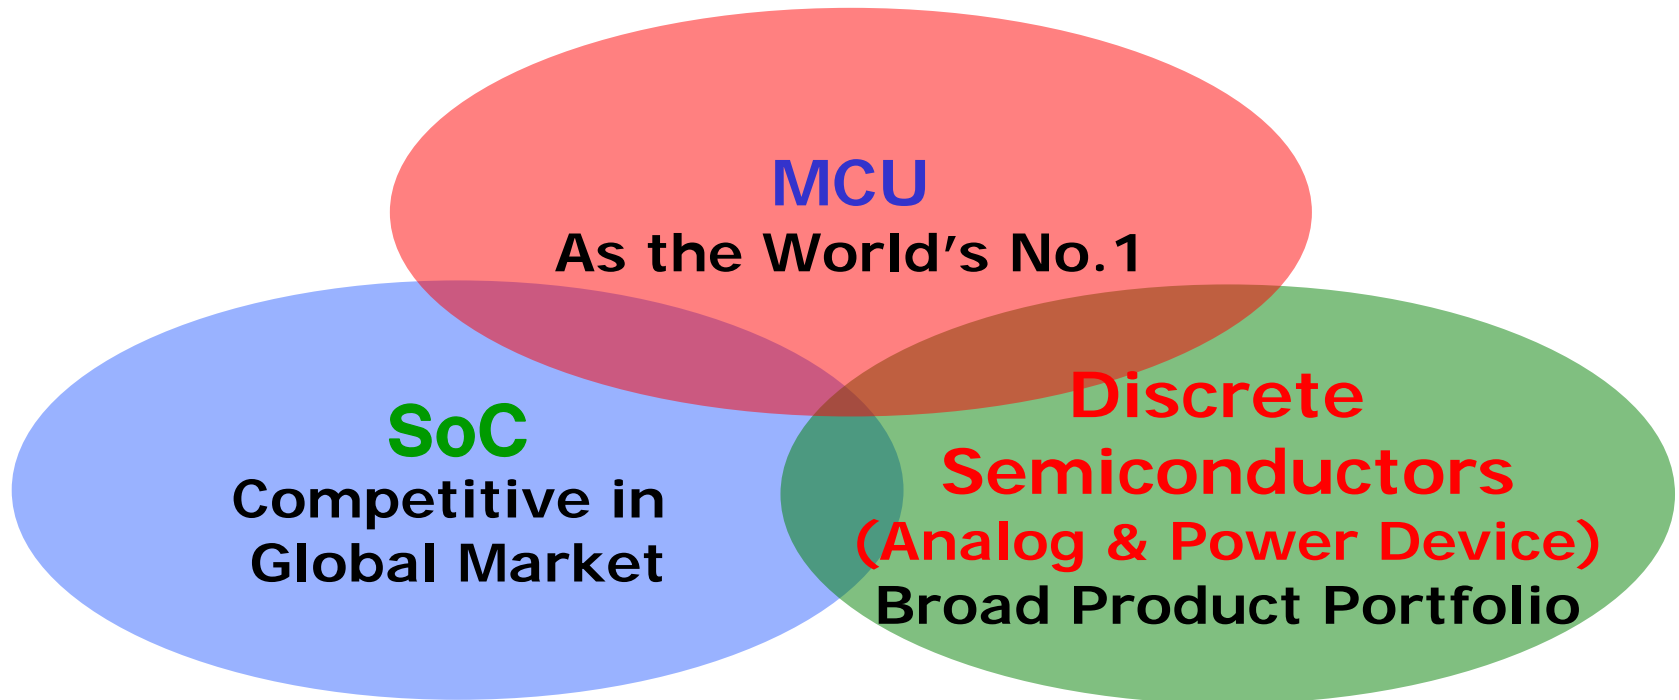 MCU
As the World’s No.1
SoC
Competitive in
Global Market
Discrete
Semiconductors
(Analog & Power Device)
Broad Product Portfolio